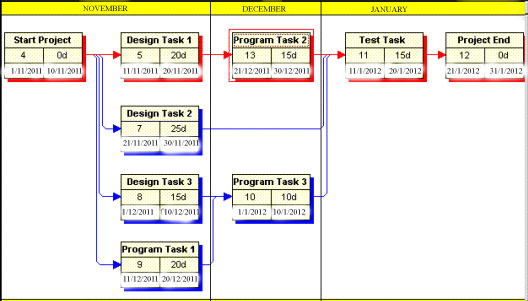 NOVEMBER DECEMBER JANUARY
Start Project Design Task 1 Program Task 2 Test Task Project End
4 0d 5 20d 13 15d 11 15d 12 0d
1/11/2011 10/11/2011 11/11/2011 20/11/2011 21/12/2011 30/12/2011 11/1/2012 20/1/2012 21/1/2012 31/1/2012
Design Task 2
7 25d
21/11/2011 30/11/2011
Design Task 3 Program Task 3
8 15d 10 10d
1/12/2011 10/12/2011 1/1/2012 10/1/2012
Program Task 1
9 20d
11/12/2011 20/12/2011